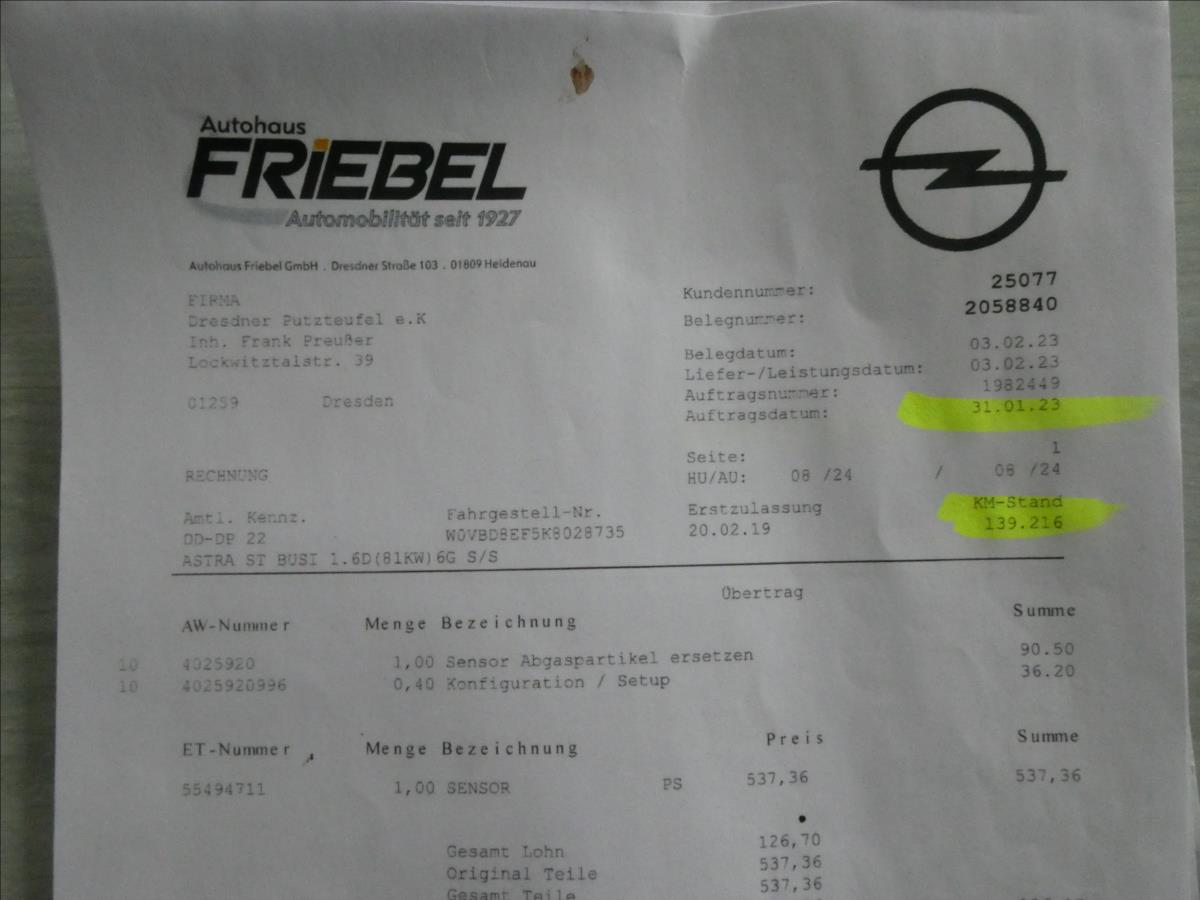 Autohaus
FRiEBEL
Automobilität seit 1927
Autohaus Friebel GmbH . Dresdner Straße 103 . 01809 Heidenau
FIRMA
Dresdner Putzteufel e.K
Inh. Frank Preußer
Lockwitztalstr. 39
01259 Dresden
Kundennummer: 25077
Belegnummer: 2058840
Belegdatum: 03.02.23
Liefer-/Leistungsdatum: 03.02.23
Auftragsnummer: 1982449
Auftragsdatum: 31.01.23
Seite: 1
HU/AU: 08 /24 / 08 /24
RECHNUNG
Amtl. Kennz. Fahrgestell-Nr. Erstzulassung KM-Stand
DD-DP 22 W0VBD8EF5K8028735 20.02.19 139.216
ASTRA ST BUSI 1.6D(81KW)6G S/S
Übertrag
AW-Nummer Menge Bezeichnung Summe
10 4025920 1,00 Sensor Abgaspartikel ersetzen 90.50
10 4025920996 0,40 Konfiguration / Setup 36.20
ET-Nummer Menge Bezeichnung Preis Summe
55494711 1,00 SENSOR PS 537,36 537,36
Gesamt Lohn 126,70
Original Teile 537,36
Gesamt Teile 537,36